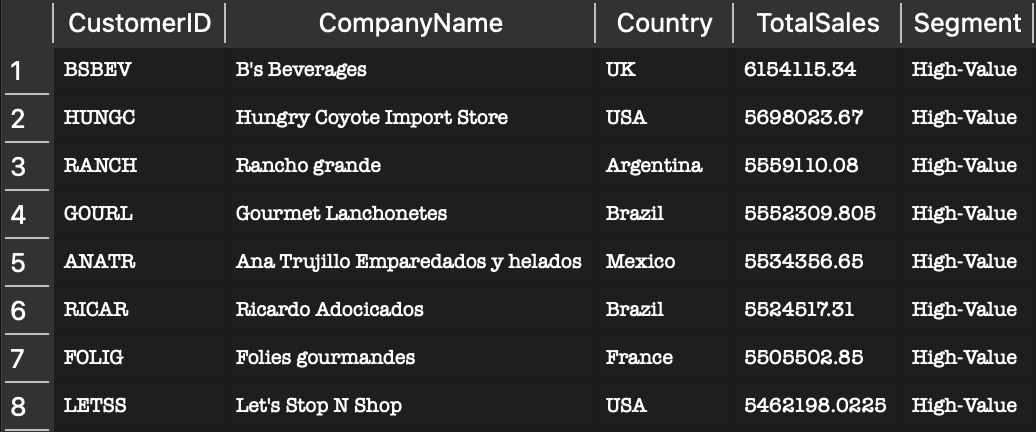 CustomerID CompanyName Country TotalSales Segment
1 BSBEV B's Beverages UK 6154115.34 High-Value
2 HUNGC Hungry Coyote Import Store USA 5698023.67 High-Value
3 RANCH Rancho grande Argentina 5559110.08 High-Value
4 GOURL Gourmet Lanchonetes Brazil 5552309.805 High-Value
5 ANATR Ana Trujillo Emparedados y helados Mexico 5534356.65 High-Value
6 RICAR Ricardo Adocicados Brazil 5524517.31 High-Value
7 FOLIG Folies gourmandes France 5505502.85 High-Value
8 LETSS Let's Stop N Shop USA 5462198.0225 High-Value